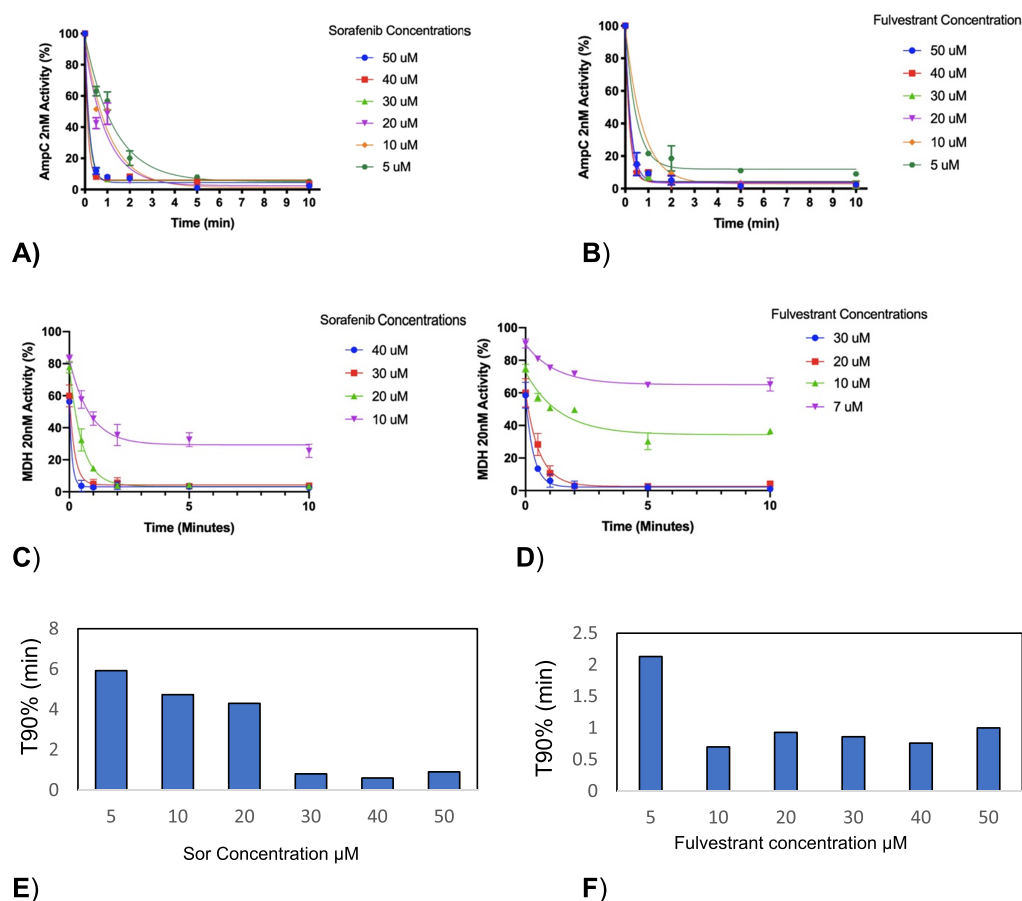 Sorafenib Concentrations
50 uM
40 uM
30 uM
20 uM
10 uM
5 uM
AmpC 2nM Activity (%)
100
80
60
40
20
0
0 1 2 3 4 5 6 7 8 9 10
Time (min)
A)
Fulvestrant Concentration
50 uM
40 uM
30 uM
20 uM
10 uM
5 uM
AmpC 2nM Activity (%)
100
80
60
40
20
0
0 1 2 3 4 5 6 7 8 9 10
Time (min)
B)
Sorafenib Concentrations
40 uM
30 uM
20 uM
10 uM
MDH 20nM Activity (%)
100
80
60
40
20
0
0 5 10
Time (Minutes)
C)
Fulvestrant Concentrations
30 uM
20 uM
10 uM
7 uM
MDH 20nM Activity (%)
100
80
60
40
20
0
0 5 10
Time (Minutes)
D)
T90% (min)
8
6
4
2
0
5 10 20 30 40 50
Sor Concentration µM
E)
T90% (min)
2.5
2
1.5
1
0.5
0
5 10 20 30 40 50
Fulvestrant concentration µM
F)